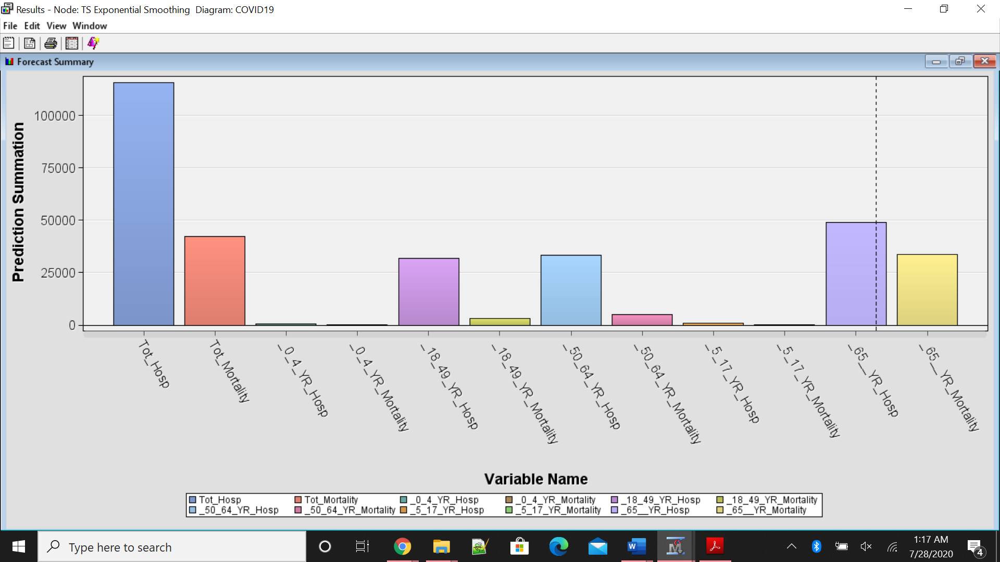 Results - Node: TS Exponential Smoothing Diagram: COVID19
File Edit View Window
Forecast Summary
Prediction Summation
100000
75000
50000
25000
0
Tot_Hosp
Tot_Mortality
_0_4_YR_Hosp
_0_4_YR_Mortality
_18_49_YR_Hosp
_18_49_YR_Mortality
_50_64_YR_Hosp
_50_64_YR_Mortality
_5_17_YR_Hosp
_5_17_YR_Mortality
_65__YR_Hosp
_65__YR_Mortality
Variable Name
Tot_Hosp Tot_Mortality _0_4_YR_Hosp _0_4_YR_Mortality _18_49_YR_Hosp _18_49_YR_Mortality
_50_64_YR_Hosp _50_64_YR_Mortality _5_17_YR_Hosp _5_17_YR_Mortality _65__YR_Hosp _65__YR_Mortality
Type here to search
W
1:17 AM
7/28/2020
4